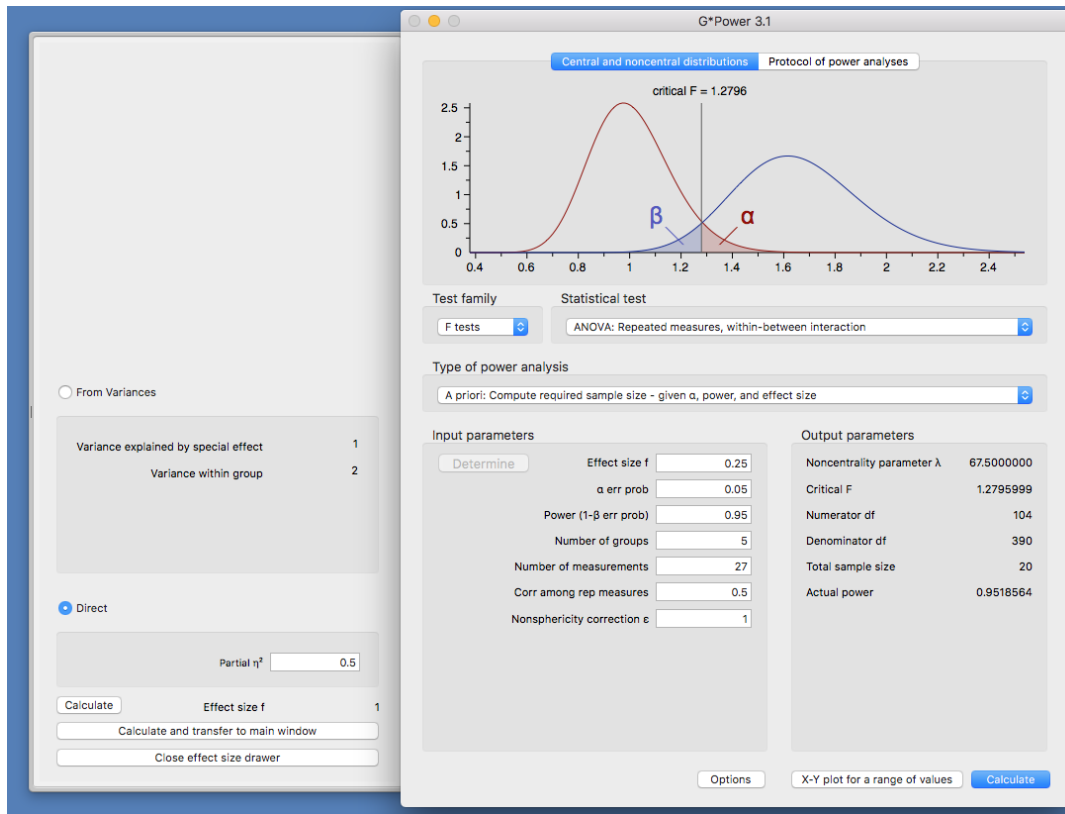 G*Power 3.1
Central and noncentral distributions Protocol of power analyses
critical F = 1.2796
2.5
2
1.5
1
0.5
0
β α
0.4 0.6 0.8 1 1.2 1.4 1.6 1.8 2 2.2 2.4
Test family Statistical test
F tests ANOVA: Repeated measures, within-between interaction
Type of power analysis
A priori: Compute required sample size - given α, power, and effect size
Input parameters
Determine Effect size f 0.25
α err prob 0.05
Power (1-β err prob) 0.95
Number of groups 5
Number of measurements 27
Corr among rep measures 0.5
Nonsphericity correction ε 1
Output parameters
Noncentrality parameter λ 67.5000000
Critical F 1.2795999
Numerator df 104
Denominator df 390
Total sample size 20
Actual power 0.9518564
Options X-Y plot for a range of values Calculate
From Variances
Variance explained by special effect 1
Variance within group 2
Direct
Partial η² 0.5
Calculate Effect size f 1
Calculate and transfer to main window
Close effect size drawer